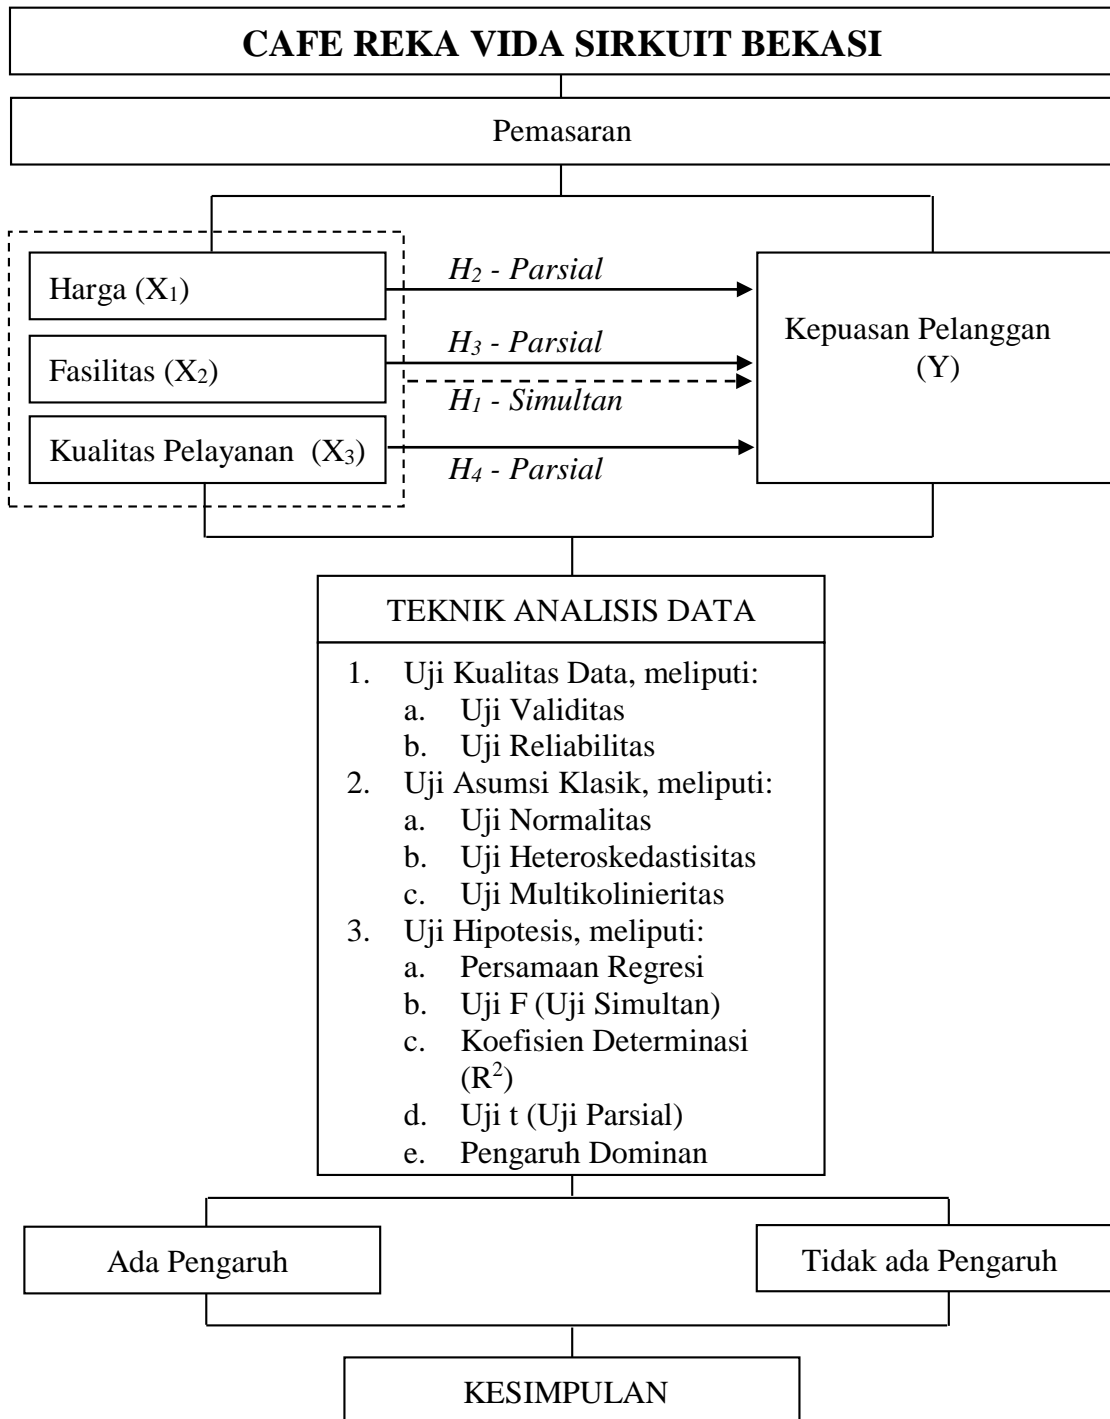 CAFE REKA VIDA SIRKUIT BEKASI
Pemasaran
Harga (X₁)
Fasilitas (X₂)
Kualitas Pelayanan (X₃)
H₂ - Parsial
H₃ - Parsial
H₁ - Simultan
H₄ - Parsial
Kepuasan Pelanggan
(Y)
TEKNIK ANALISIS DATA
1. Uji Kualitas Data, meliputi:
a. Uji Validitas
b. Uji Reliabilitas
2. Uji Asumsi Klasik, meliputi:
a. Uji Normalitas
b. Uji Heteroskedastisitas
c. Uji Multikolinieritas
3. Uji Hipotesis, meliputi:
a. Persamaan Regresi
b. Uji F (Uji Simultan)
c. Koefisien Determinasi
(R²)
d. Uji t (Uji Parsial)
e. Pengaruh Dominan
Ada Pengaruh
Tidak ada Pengaruh
KESIMPULAN